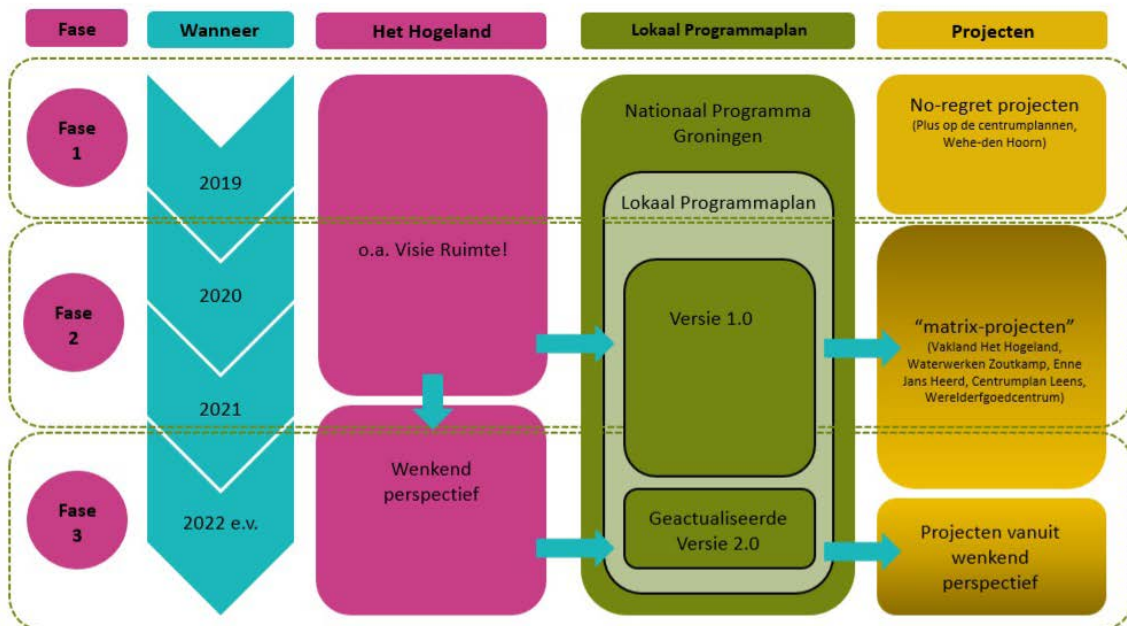 Fase
Wanneer
Het Hogeland
Lokaal Programmaplan
Projecten
Fase
1
2019
Nationaal Programma
Groningen
No-regret projecten
(Plus op de centrumplannen,
Wehe-den Hoorn)
Lokaal Programmaplan
Fase
2
2020
2021
o.a. Visie Ruimte!
Versie 1.0
“matrix-projecten”
(Vakland Het Hogeland,
Waterwerken Zoutkamp, Enne
Jans Heerd, Centrumplan Leens,
Werelderfgoedcentrum)
Fase
3
2022 e.v.
Wenkend
perspectief
Geactualiseerde
Versie 2.0
Projecten vanuit
wenkend
perspectief